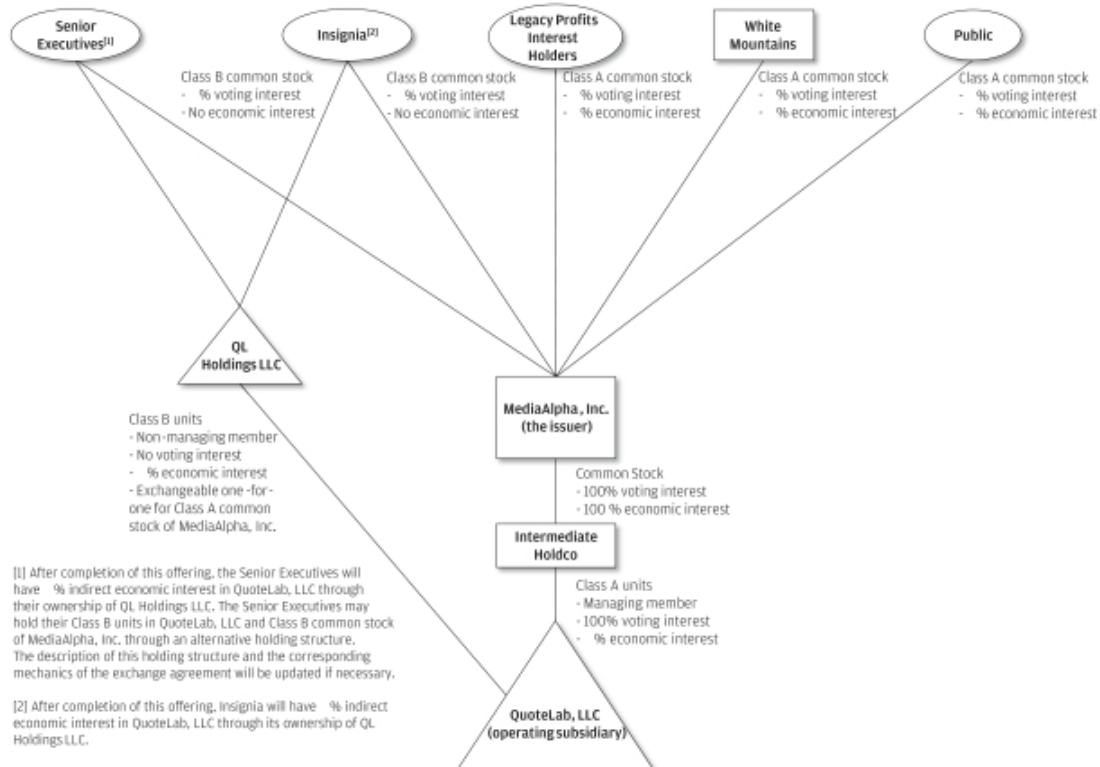 Senior
Executives[1]
Insignia[2]
Legacy Profits
Interest
Holders
White
Mountains
Public
Class B common stock
- % voting interest
- No economic interest
Class B common stock
- % voting interest
- No economic interest
Class A common stock
- % voting interest
- % economic interest
Class A common stock
- % voting interest
- % economic interest
Class A common stock
- % voting interest
- % economic interest
QL
Holdings LLC
MediaAlpha, Inc.
(the issuer)
Class B units
- Non-managing member
- No voting interest
- % economic interest
- Exchangeable one -for-
one for Class A common
stock of MediaAlpha, Inc.
Common Stock
- 100% voting interest
- 100 % economic interest
Intermediate
Holdco
Class A units
- Managing member
- 100% voting interest
- % economic interest
[1] After completion of this offering, the Senior Executives will
have % indirect economic interest in QuoteLab, LLC through
their ownership of QL Holdings LLC. The Senior Executives may
hold their Class B units in QuoteLab, LLC and Class B common stock
of MediaAlpha, Inc. through an alternative holding structure.
The description of this holding structure and the corresponding
mechanics of the exchange agreement will be updated if necessary.
[2] After completion of this offering, Insignia will have % indirect
economic interest in QuoteLab, LLC through its ownership of QL
Holdings LLC.
QuoteLab, LLC
(operating subsidiary)